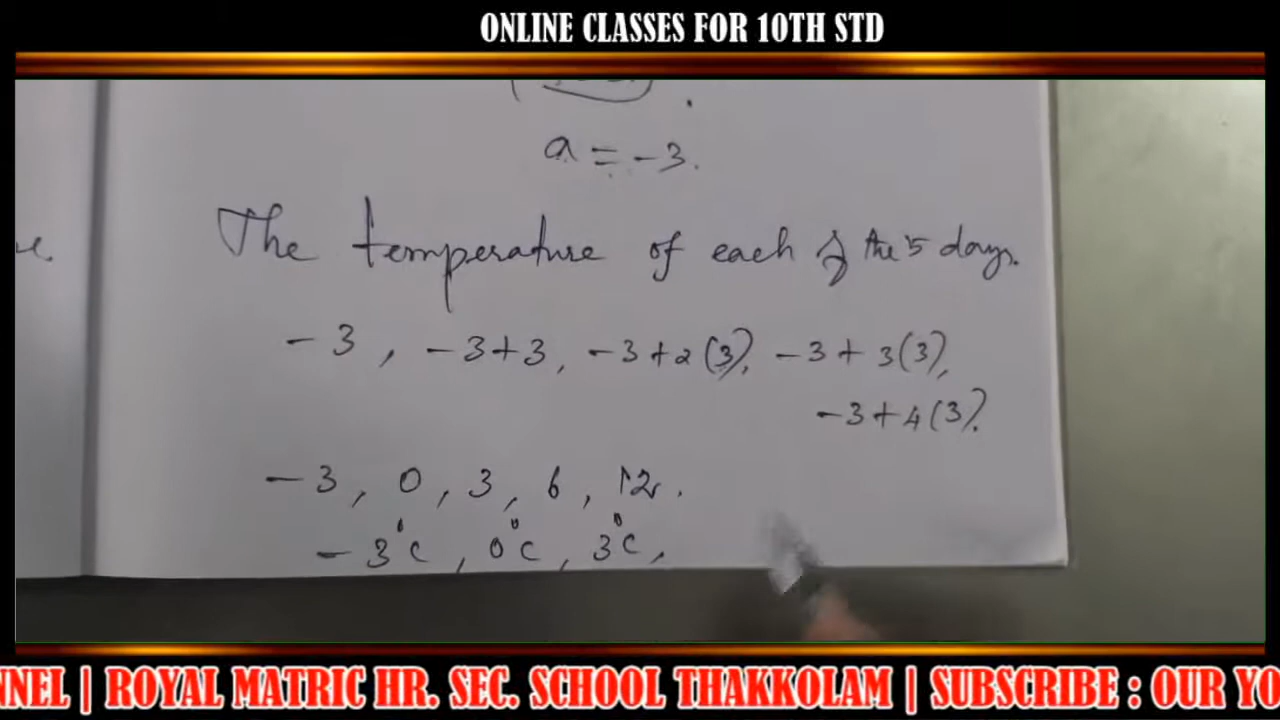 ONLINE CLASSES FOR 10TH STD
a = -3.
The temperature of each of the 5 days.
-3, -3+3, -3+2(3), -3+3(3),
-3+4(3).
-3, 0, 3, 6, 12.
-3°C, 0°C, 3°C,
NNEL | ROYAL MATRIC HR. SEC. SCHOOL THAKKOLAM | SUBSCRIBE : OUR YO